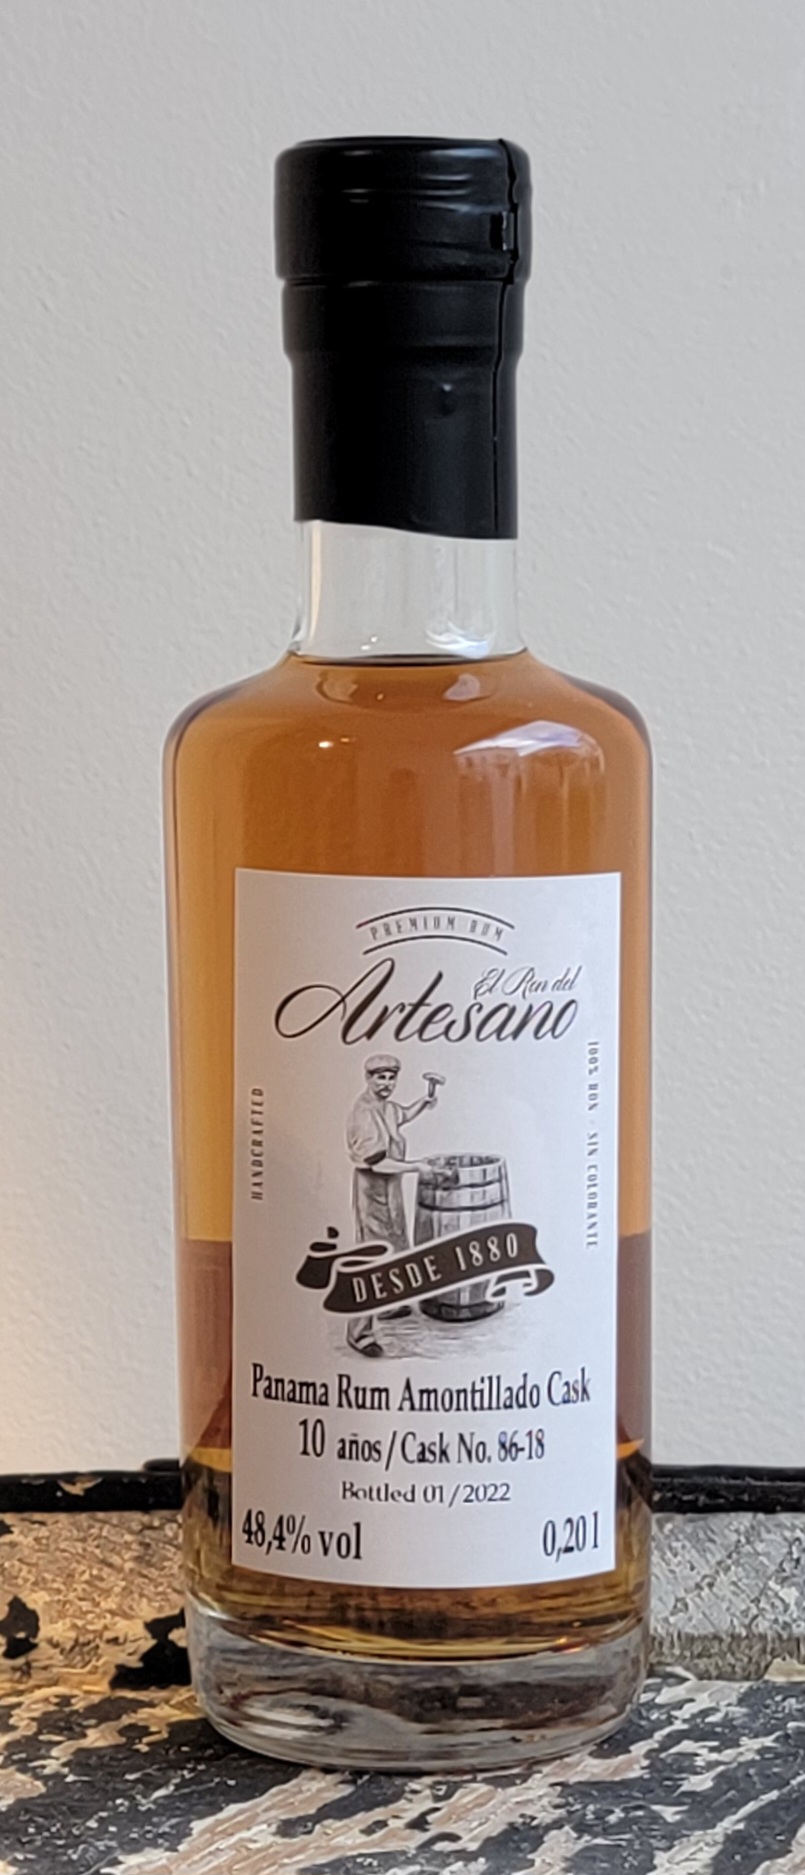 PREMIUM RUM
El Ron del
Artesano
HANDCRAFTED
100% RON - SIN COLORANTE
DESDE 1880
Panama Rum Amontillado Cask
10 años / Cask No. 86-18
Bottled 01/2022
48,4% vol
0,20 l